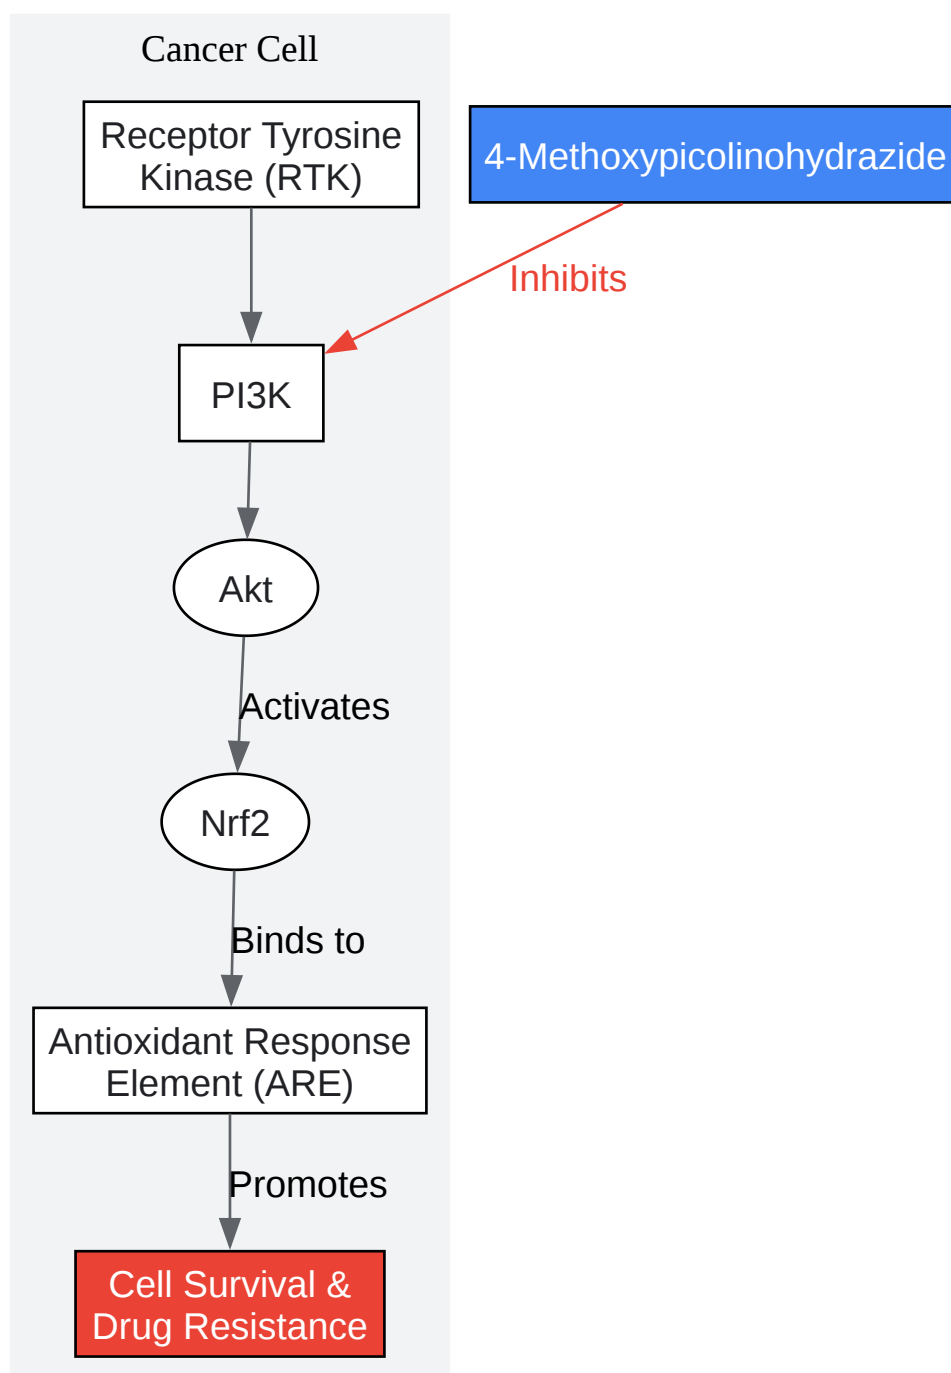 Cancer Cell
Receptor Tyrosine
Kinase (RTK)
4-Methoxypicolinohydrazide
Inhibits
PI3K
Akt
Activates
Nrf2
Binds to
Antioxidant Response
Element (ARE)
Promotes
Cell Survival &
Drug Resistance